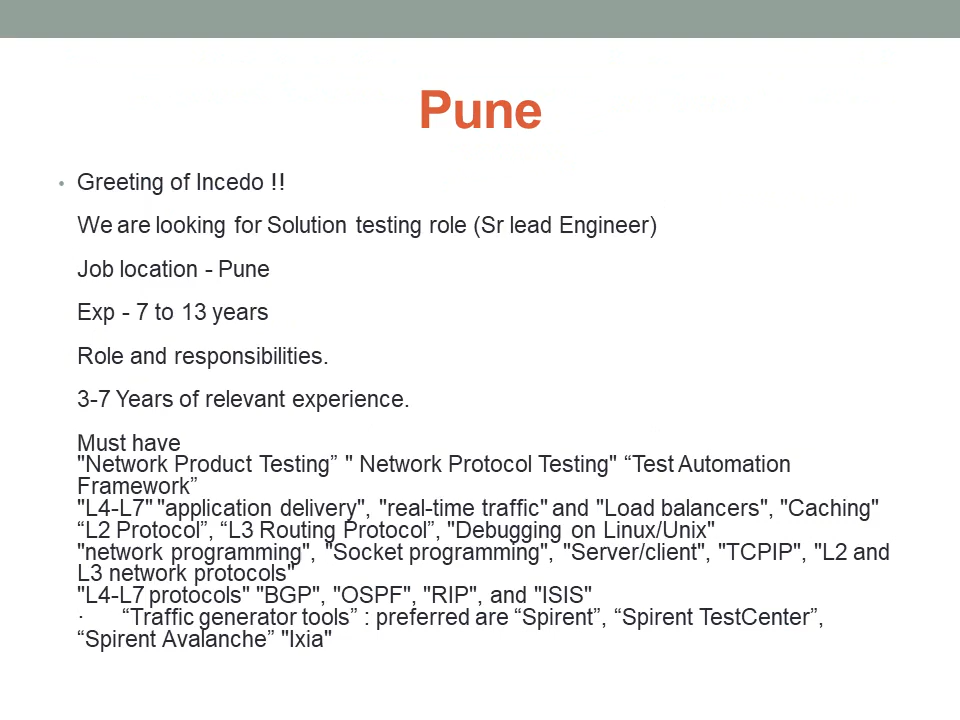 Pune
• Greeting of Incedo !!
We are looking for Solution testing role (Sr lead Engineer)
Job location - Pune
Exp - 7 to 13 years
Role and responsibilities.
3-7 Years of relevant experience.
Must have
"Network Product Testing” " Network Protocol Testing" “Test Automation
Framework”
"L4-L7" "application delivery", "real-time traffic" and "Load balancers", "Caching"
“L2 Protocol”, “L3 Routing Protocol”, "Debugging on Linux/Unix"
"network programming", "Socket programming", "Server/client", "TCPIP", "L2 and
L3 network protocols"
"L4-L7 protocols" "BGP", "OSPF", "RIP", and "ISIS"
· “Traffic generator tools” : preferred are “Spirent”, “Spirent TestCenter”,
“Spirent Avalanche” "Ixia"